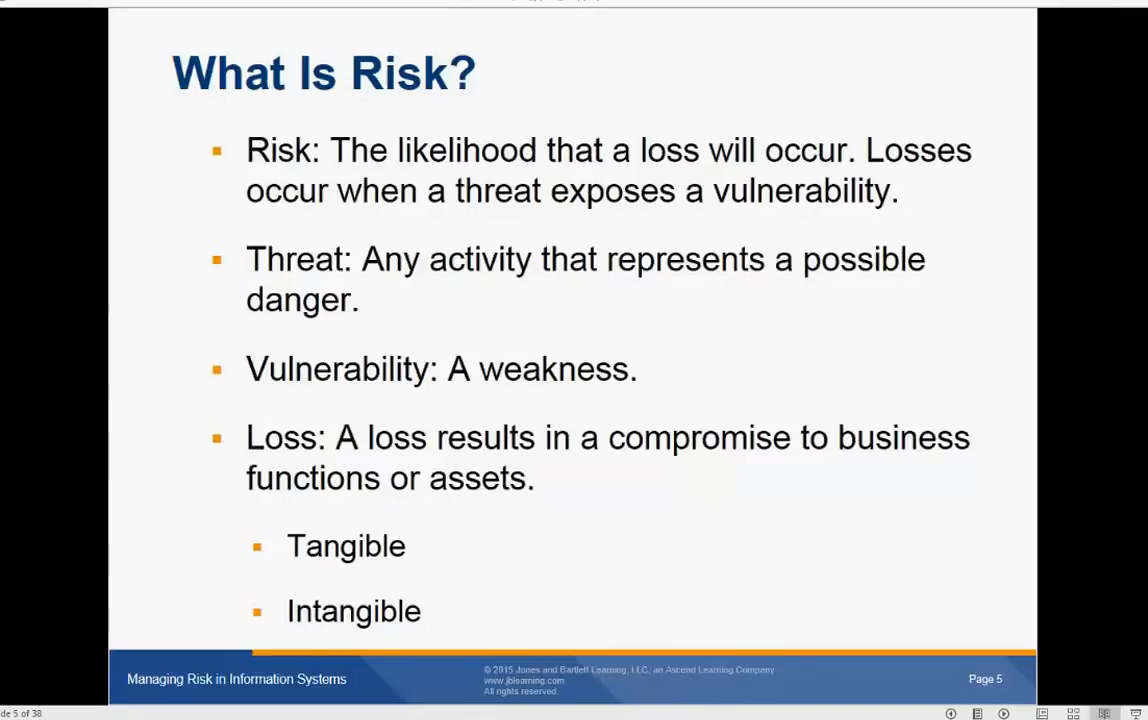 What Is Risk?
▪ Risk: The likelihood that a loss will occur. Losses
occur when a threat exposes a vulnerability.
▪ Threat: Any activity that represents a possible
danger.
▪ Vulnerability: A weakness.
▪ Loss: A loss results in a compromise to business
functions or assets.
▪ Tangible
▪ Intangible
Managing Risk in Information Systems
© 2015 Jones and Bartlett Learning, LLC, an Ascend Learning Company
www.jblearning.com
All rights reserved.
Page 5
lide 5 of 38